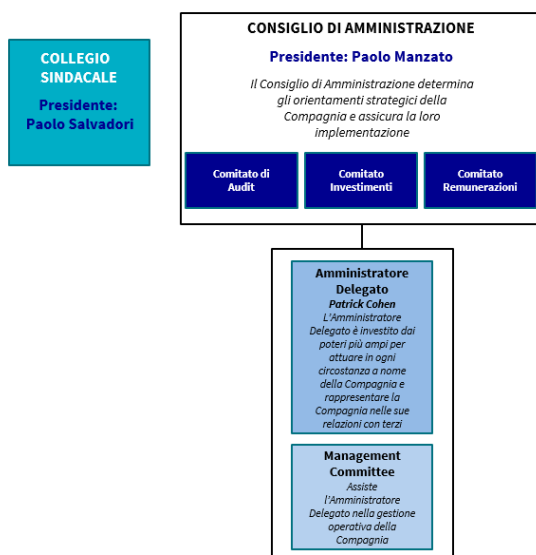 COLLEGIO
SINDACALE
Presidente:
Paolo Salvadori
CONSIGLIO DI AMMINISTRAZIONE
Presidente: Paolo Manzato
Il Consiglio di Amministrazione determina
gli orientamenti strategici della
Compagnia e assicura la loro
implementazione
Comitato di
Audit
Comitato
Investimenti
Comitato
Remunerazioni
Amministratore
Delegato
Patrick Cohen
L'Amministratore
Delegato è investito dai
poteri più ampi per
attuare in ogni
circostanza a nome
della Compagnia e
rappresentare la
Compagnia nelle sue
relazioni con terzi
Management
Committee
Assiste
l'Amministratore
Delegato nella gestione
operativa della
Compagnia